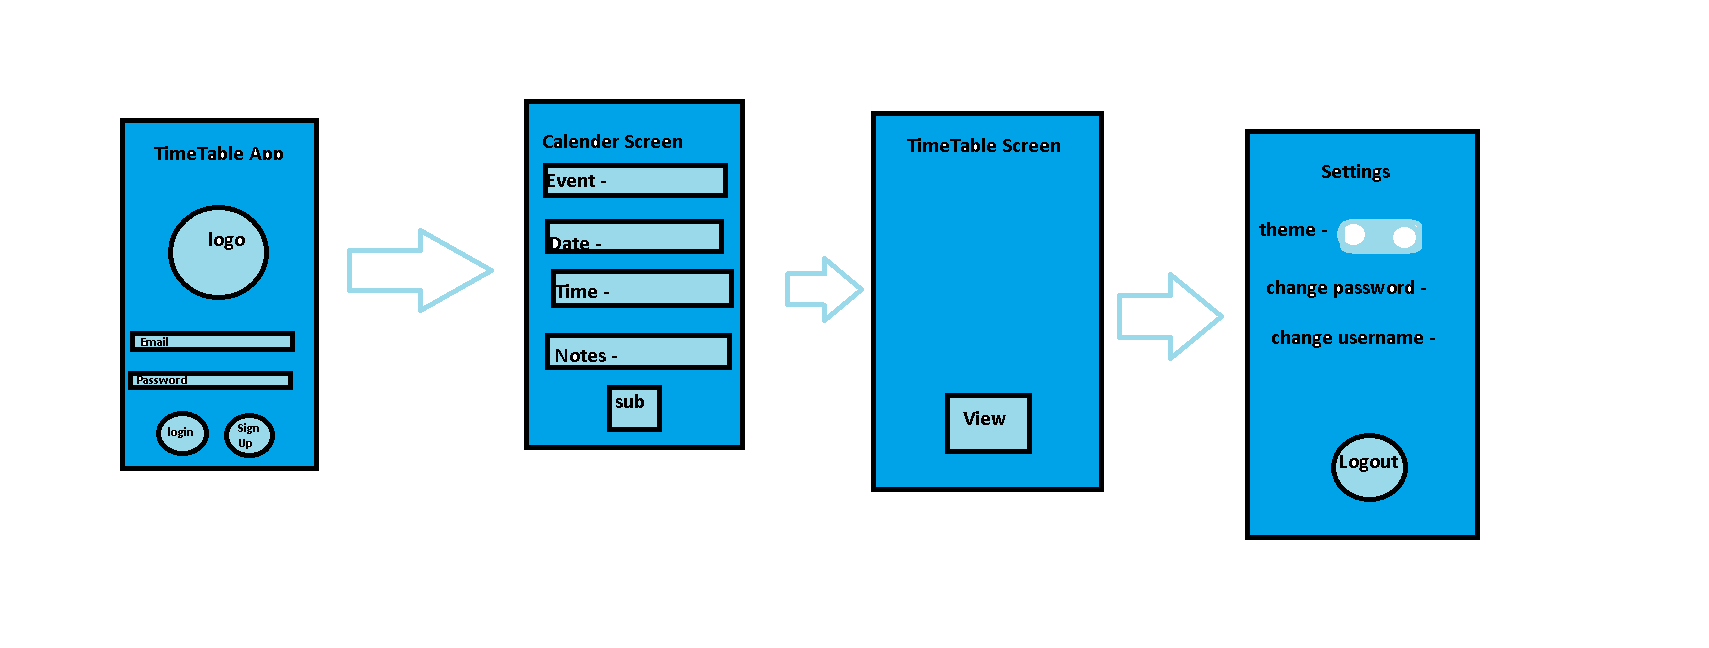 TimeTable App
logo
Email
Password
login
Sign
Up
Calender Screen
Event -
Date -
Time -
Notes -
sub
TimeTable Screen
View
Settings
theme -
change password -
change username -
Logout